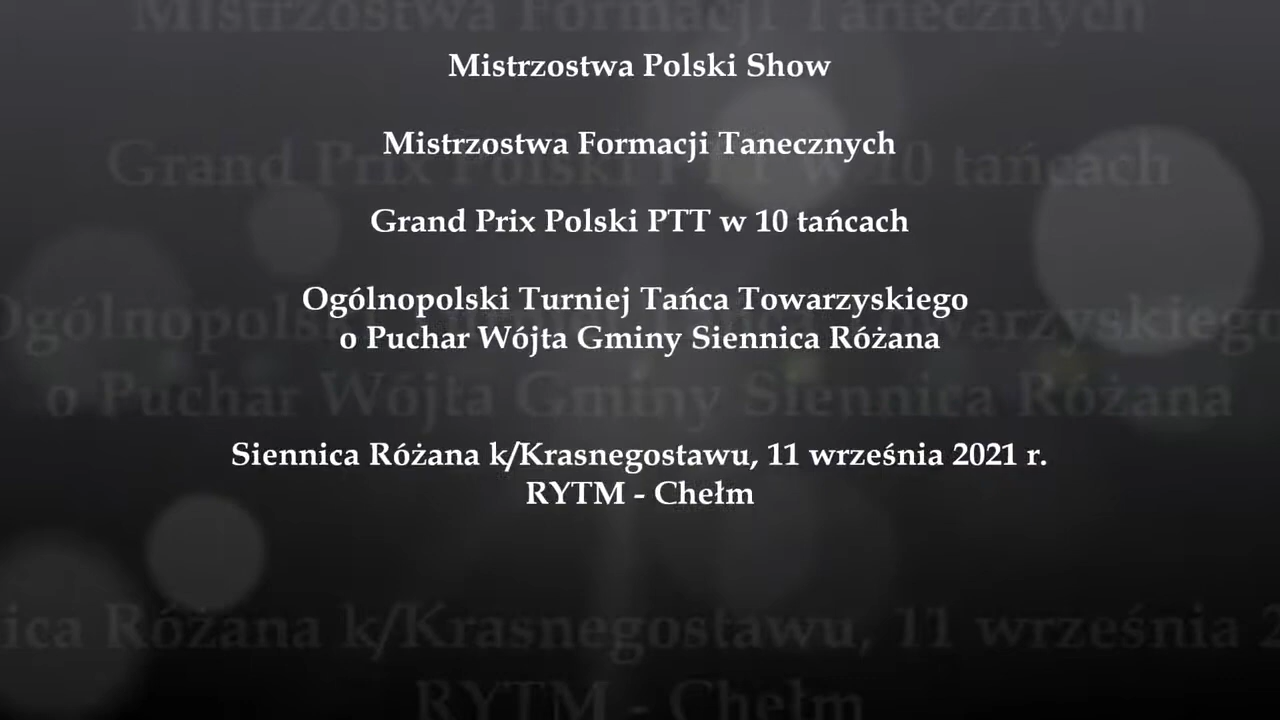 Mistrzostwa Polski Show
Mistrzostwa Formacji Tanecznych
Grand Prix Polski PTT w 10 tańcach
Ogólnopolski Turniej Tańca Towarzyskiego
o Puchar Wójta Gminy Siennica Różana
Siennica Różana k/Krasnegostawu, 11 września 2021 r.
RYTM - Chełm